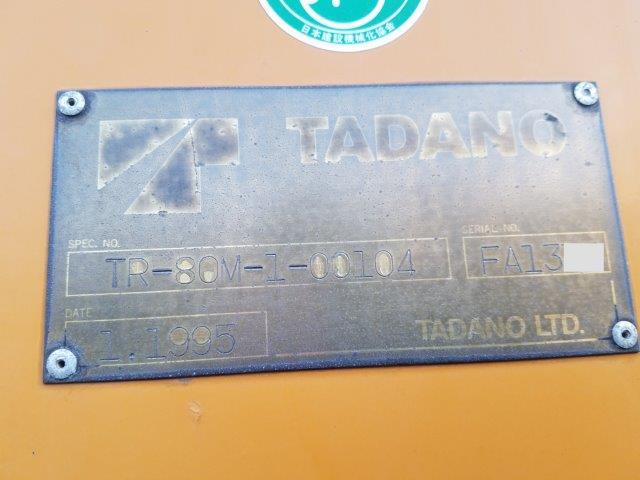 日本建設機械化協会
TADANO
SPEC. NO.
SERIAL NO.
TR-80M-1-00104
FA13
DATE
1.1995
TADANO LTD.